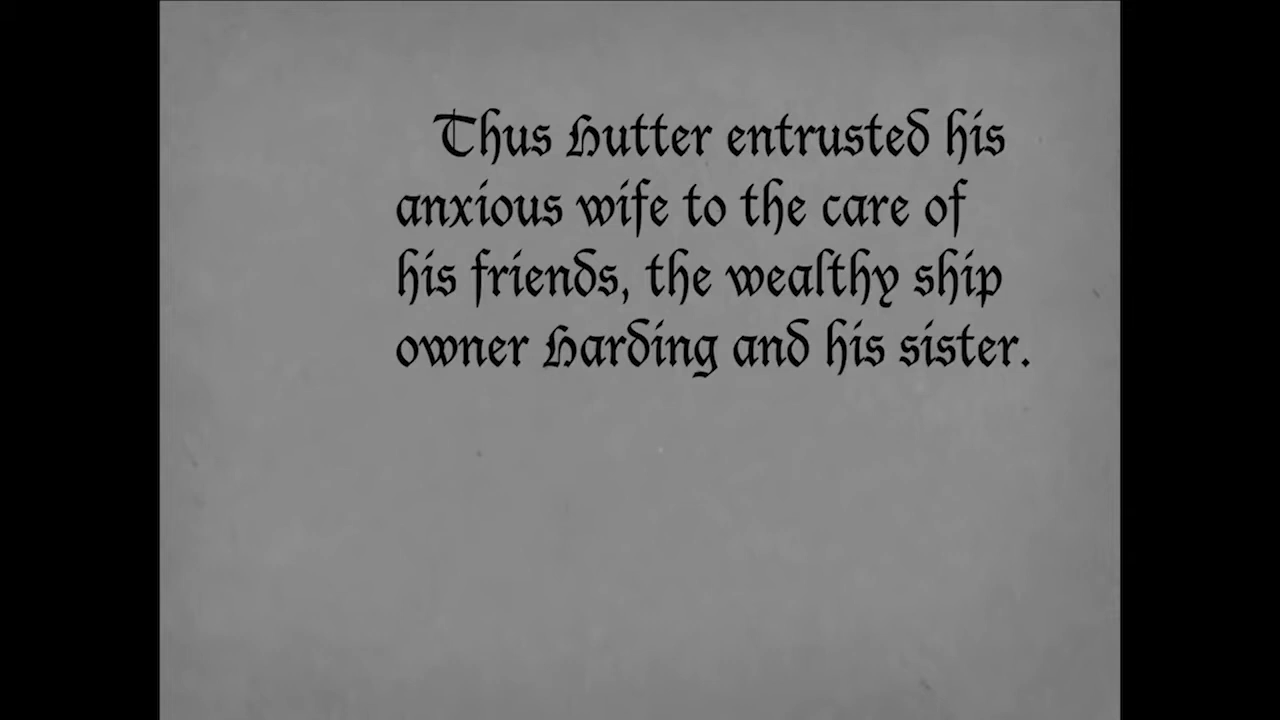 Thus Hutter entrusted his
anxious wife to the care of
his friends, the wealthy ship
owner Harding and his sister.